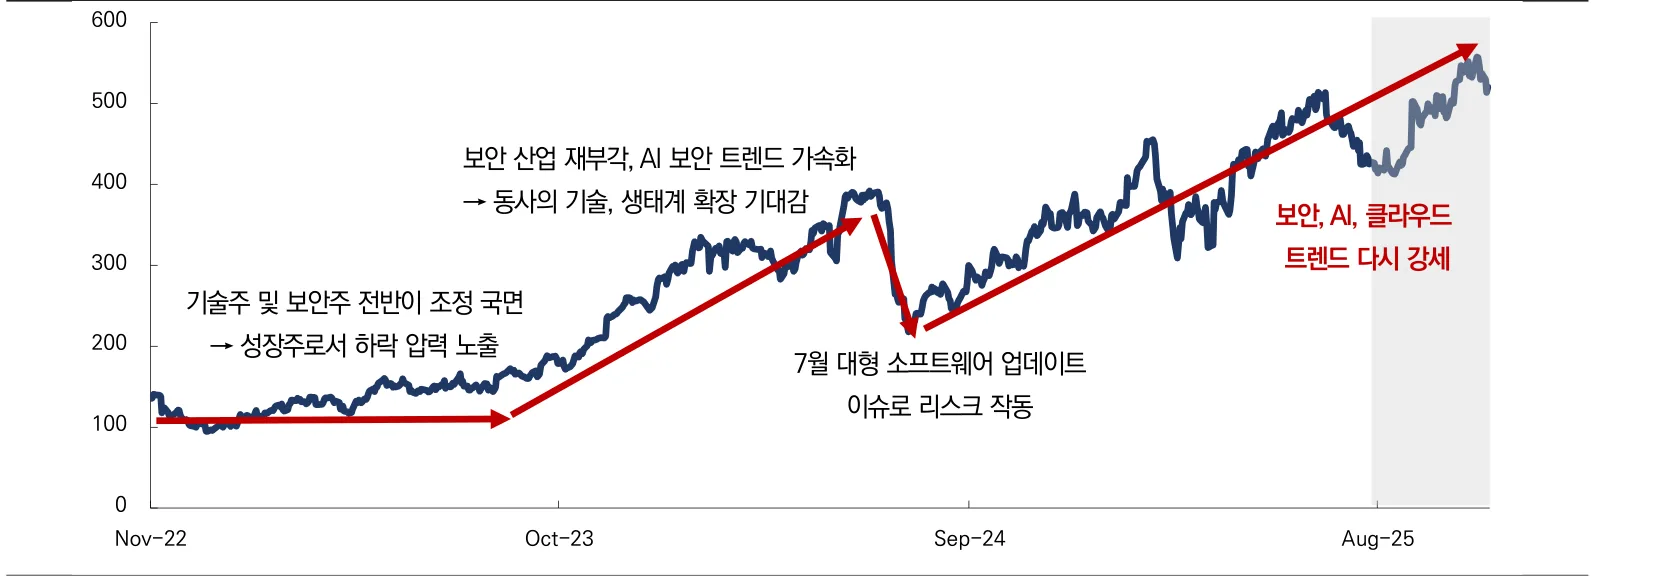 600
500
400
300
200
100
0
보안 산업 재부각, AI 보안 트렌드 가속화
→ 동사의 기술, 생태계 확장 기대감
보안, AI, 클라우드
트렌드 다시 강세
기술주 및 보안주 전반이 조정 국면
→ 성장주로서 하락 압력 노출
7월 대형 소프트웨어 업데이트
이슈로 리스크 작동
Nov-22
Oct-23
Sep-24
Aug-25